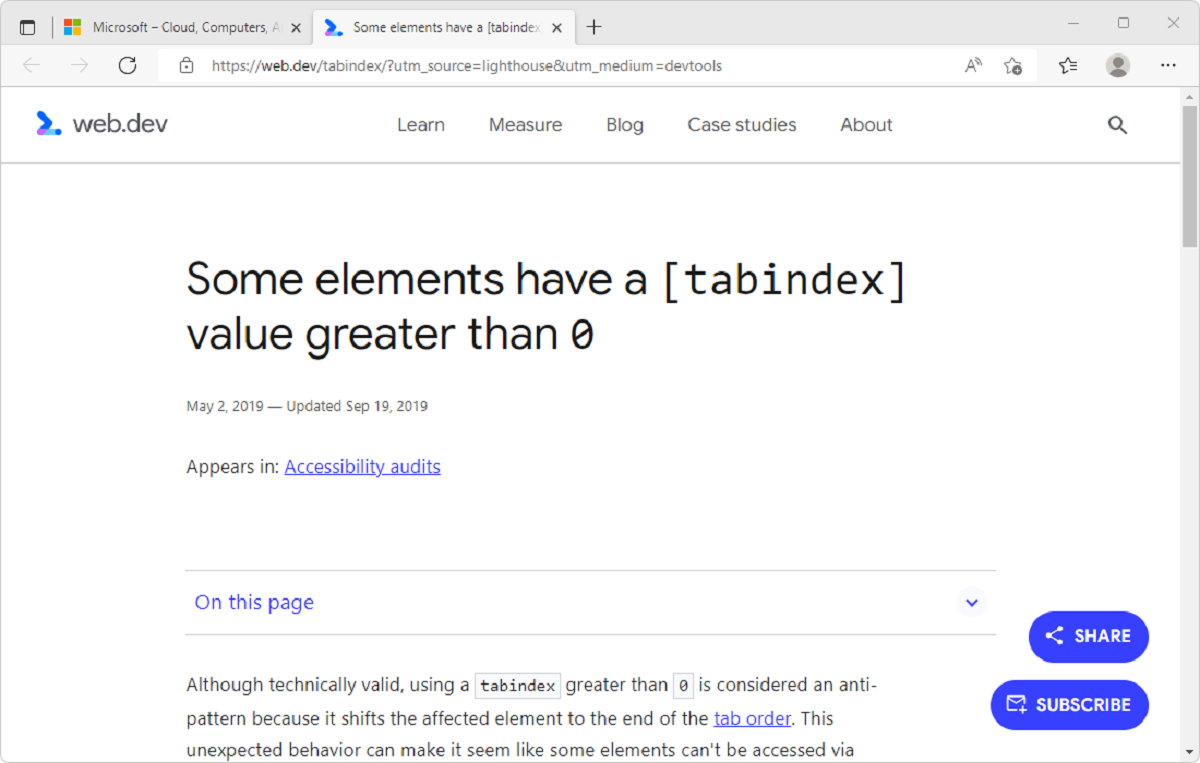 Microsoft – Cloud, Computers, A
Some elements have a [tabindex
https://web.dev/tabindex/?utm_source=lighthouse&utm_medium=devtools
web.dev
Learn Measure Blog Case studies About
Some elements have a [tabindex]
value greater than 0
May 2, 2019 — Updated Sep 19, 2019
Appears in: Accessibility audits
On this page
SHARE
Although technically valid, using a tabindex greater than 0 is considered an anti-
pattern because it shifts the affected element to the end of the tab order. This
SUBSCRIBE
unexpected behavior can make it seem like some elements can't be accessed via